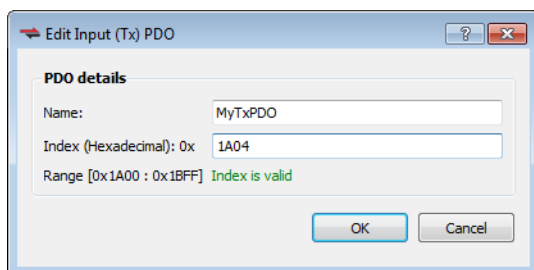 Edit Input (Tx) PDO
?
PDO details
Name: MyTxPDO
Index (Hexadecimal): 0x 1A04
Range [0x1A00 : 0x1BFF] Index is valid
OK Cancel